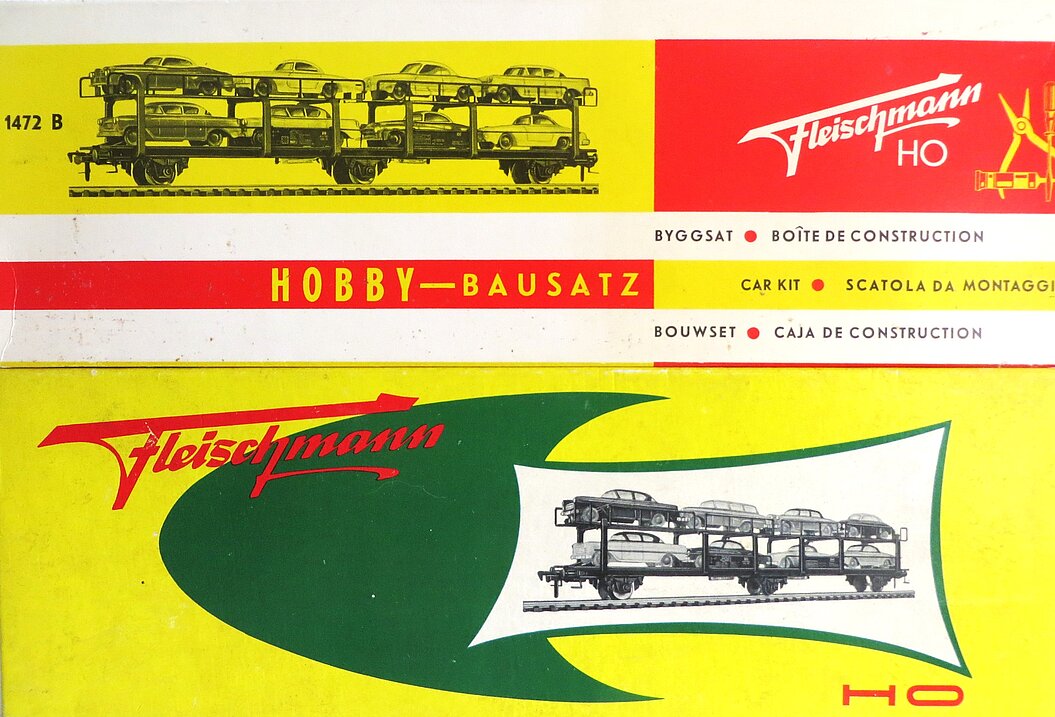 1472 B
Fleischmann
HO
BYGGSAT ● BOÎTE DE CONSTRUCTION
HOBBY—BAUSATZ
CAR KIT ● SCATOLA DA MONTAGGI
BOUWSET ● CAJA DE CONSTRUCTION
Fleischmann
HO